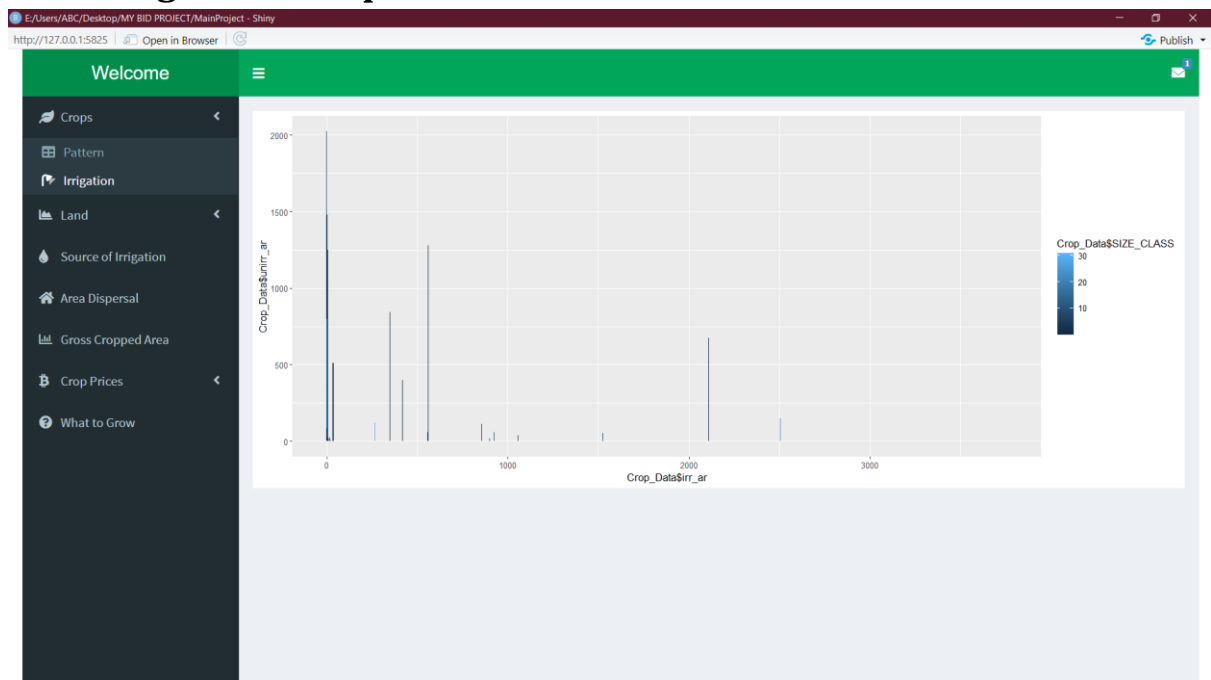 E:/Users/ABC/Desktop/MY BID PROJECT/MainProject - Shiny
http://127.0.0.1:5825 Open in Browser Publish
Welcome
1
Crops
Pattern
Irrigation
Land
Source of Irrigation
Area Dispersal
Gross Cropped Area
Crop Prices
What to Grow
2000
1500
1000
500
0
Crop_Data$unirr_ar
0 1000 2000 3000
Crop_Data$irr_ar
Crop_Data$SIZE_CLASS
30
20
10